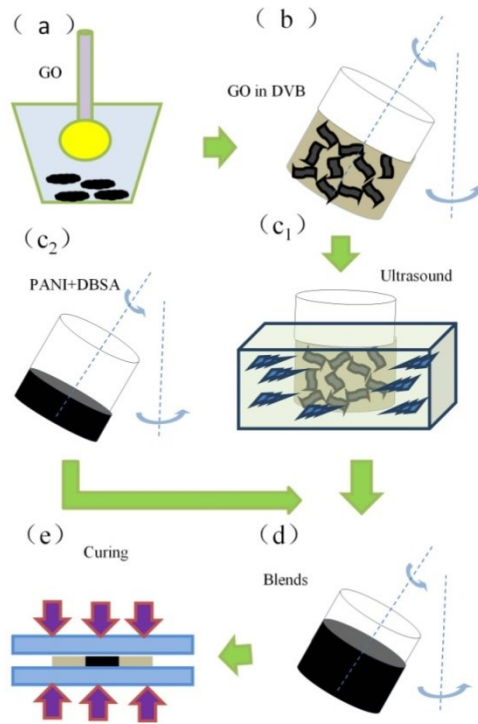 (a)
GO
(b)
GO in DVB
(c₂)
PANI+DBSA
(c₁)
Ultrasound
(e)
Curing
(d)
Blends